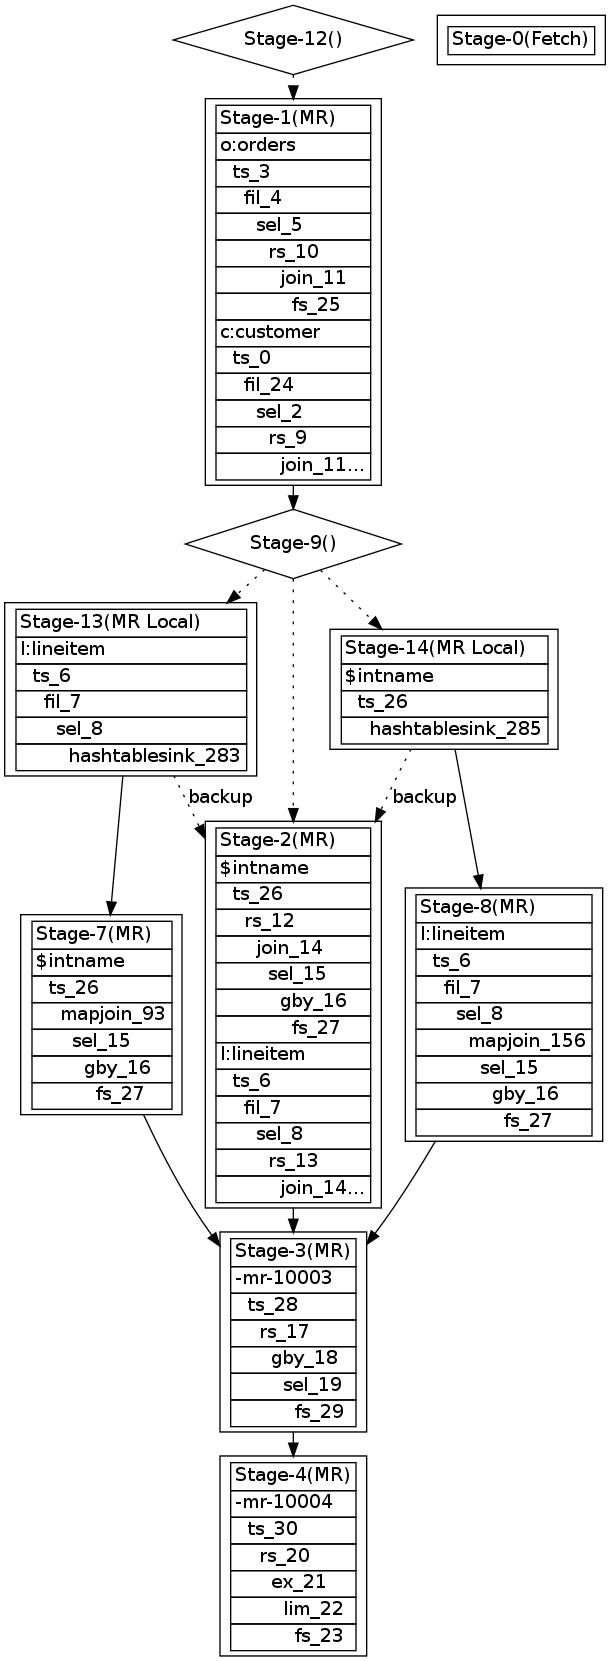 Stage-12()
Stage-0(Fetch)
Stage-1(MR)
o:orders
ts_3
fil_4
sel_5
rs_10
join_11
fs_25
c:customer
ts_0
fil_24
sel_2
rs_9
join_11...
Stage-9()
Stage-13(MR Local)
l:lineitem
ts_6
fil_7
sel_8
hashtablesink_283
Stage-14(MR Local)
$intname
ts_26
hashtablesink_285
backup
backup
Stage-7(MR)
$intname
ts_26
mapjoin_93
sel_15
gby_16
fs_27
Stage-2(MR)
$intname
ts_26
rs_12
join_14
sel_15
gby_16
fs_27
l:lineitem
ts_6
fil_7
sel_8
rs_13
join_14...
Stage-8(MR)
l:lineitem
ts_6
fil_7
sel_8
mapjoin_156
sel_15
gby_16
fs_27
Stage-3(MR)
-mr-10003
ts_28
rs_17
gby_18
sel_19
fs_29
Stage-4(MR)
-mr-10004
ts_30
rs_20
ex_21
lim_22
fs_23